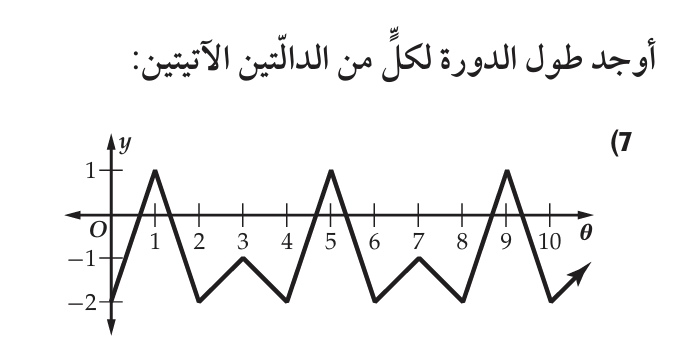 أوجد طول الدورة لكلٍّ من الدالّتين الآتيتين:
(7
y
1
O
1 2 3 4 5 6 7 8 9 10 θ
−1
−2